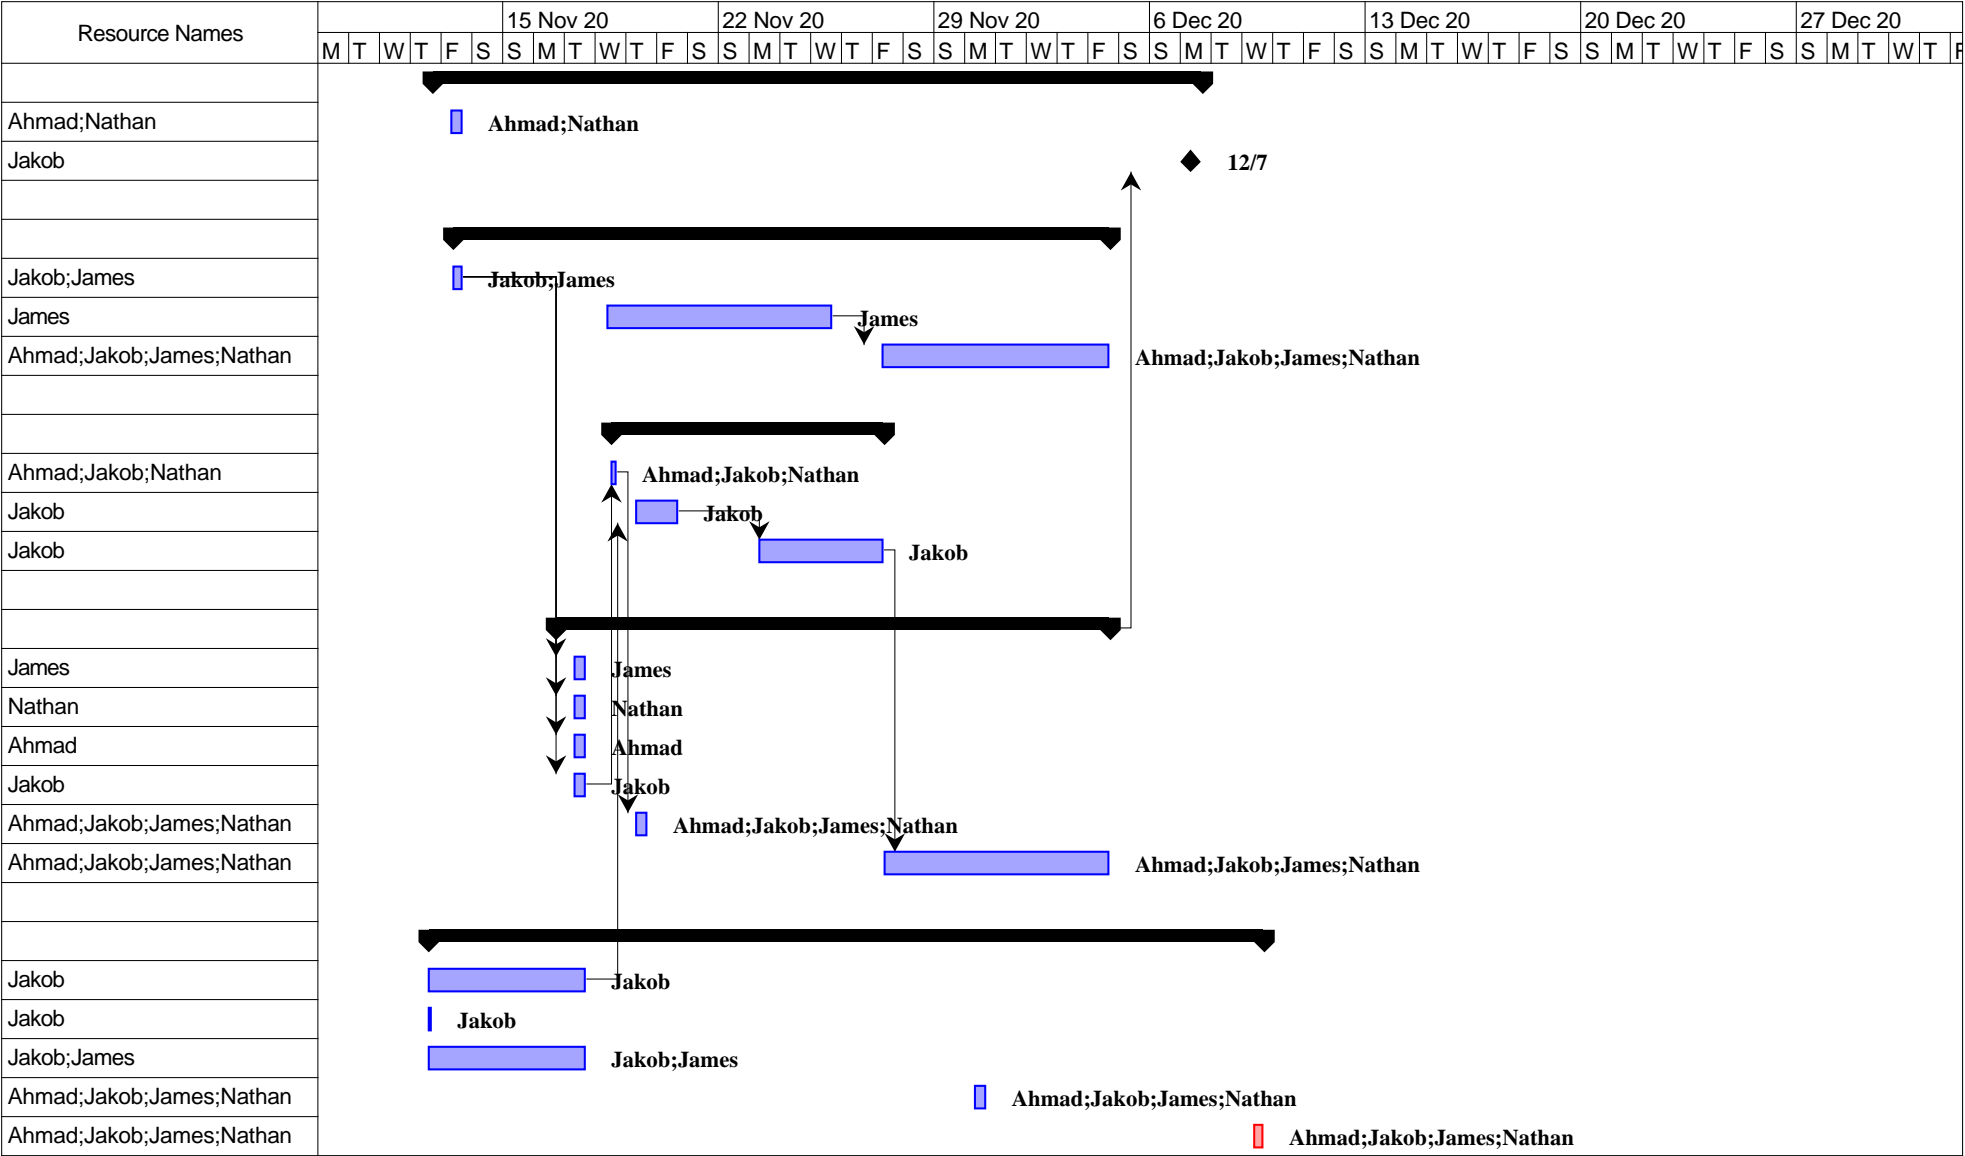 Resource Names
15 Nov 20 22 Nov 20 29 Nov 20 6 Dec 20 13 Dec 20 20 Dec 20 27 Dec 20
M T W T F S S M T W T F S S M T W T F S S M T W T F S S M T W T F S S M T W T F S S M T W T F S S M T W T F
Ahmad;Nathan Ahmad;Nathan
Jakob 12/7
Jakob;James Jakob;James
James James
Ahmad;Jakob;James;Nathan Ahmad;Jakob;James;Nathan
Ahmad;Jakob;Nathan Ahmad;Jakob;Nathan
Jakob Jakob
Jakob Jakob
James James
Nathan Nathan
Ahmad Ahmad
Jakob Jakob
Ahmad;Jakob;James;Nathan Ahmad;Jakob;James;Nathan
Ahmad;Jakob;James;Nathan Ahmad;Jakob;James;Nathan
Jakob Jakob
Jakob Jakob
Jakob;James Jakob;James
Ahmad;Jakob;James;Nathan Ahmad;Jakob;James;Nathan
Ahmad;Jakob;James;Nathan Ahmad;Jakob;James;Nathan